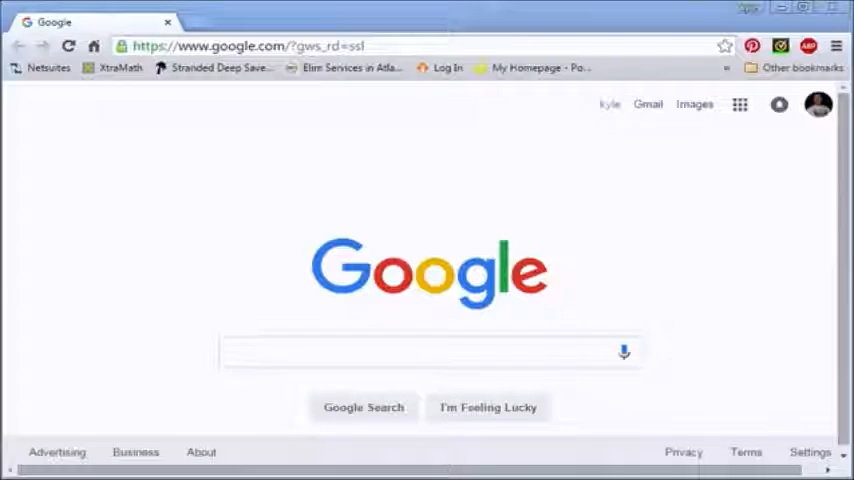 Google
https://www.google.com/?gws_rd=ssl
ABP
Netsuites XtraMath Stranded Deep Save... Elim Services in Atla... Log In My Homepage - Po... » Other bookmarks
kyle Gmail Images
Google
Google Search I'm Feeling Lucky
Advertising Business About Privacy Terms Settings